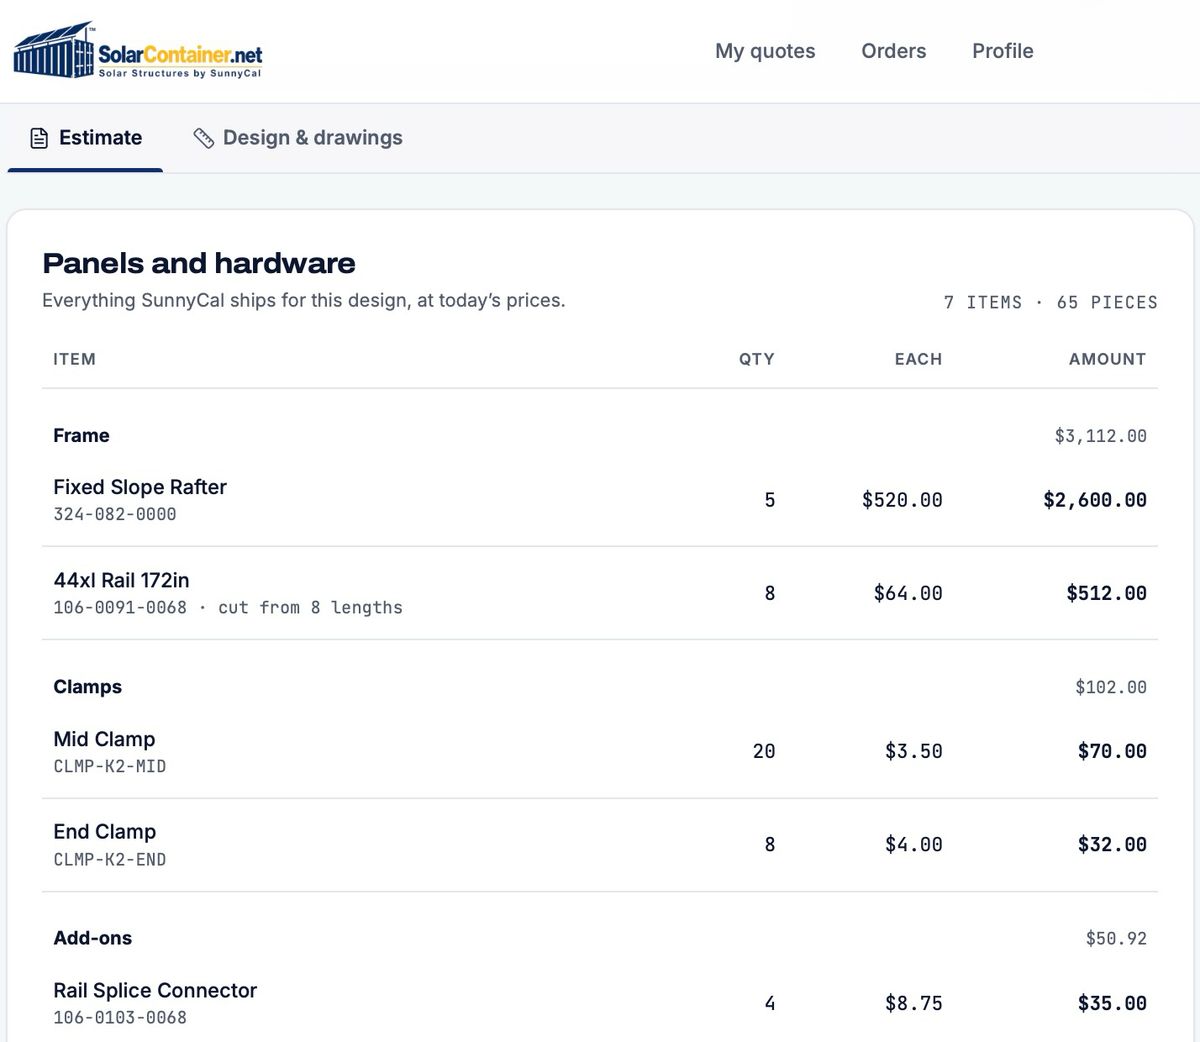 SolarContainer.net
™
Solar Structures by SunnyCal
My quotes
Orders
Profile
Estimate
Design & drawings
Panels and hardware
Everything SunnyCal ships for this design, at today’s prices.
7 ITEMS · 65 PIECES
ITEM QTY EACH AMOUNT
Frame $3,112.00
Fixed Slope Rafter
324-082-0000
5 $520.00 $2,600.00
44xl Rail 172in
106-0091-0068 · cut from 8 lengths
8 $64.00 $512.00
Clamps $102.00
Mid Clamp
CLMP-K2-MID
20 $3.50 $70.00
End Clamp
CLMP-K2-END
8 $4.00 $32.00
Add-ons $50.92
Rail Splice Connector
106-0103-0068
4 $8.75 $35.00